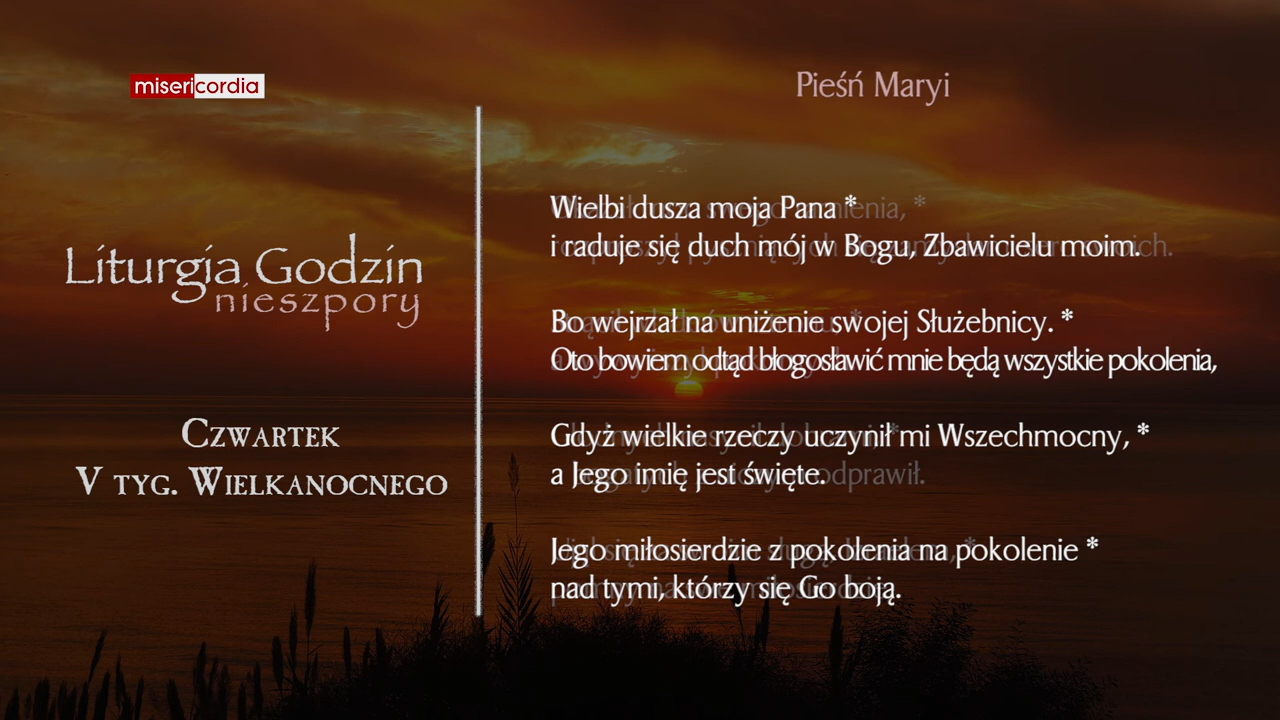 misericordia
Liturgia Godzin
nieszpory
Czwartek
V tyg. Wielkanocnego
Pieśń Maryi
Wielbi dusza moja Pana *
i raduje się duch mój w Bogu, Zbawicielu moim.
Bo wejrzał na uniżenie swojej Służebnicy. *
Oto bowiem odtąd błogosławić mnie będą wszystkie pokolenia,
Gdyż wielkie rzeczy uczynił mi Wszechmocny, *
a Jego imię jest święte.
Jego miłosierdzie z pokolenia na pokolenie *
nad tymi, którzy się Go boją.